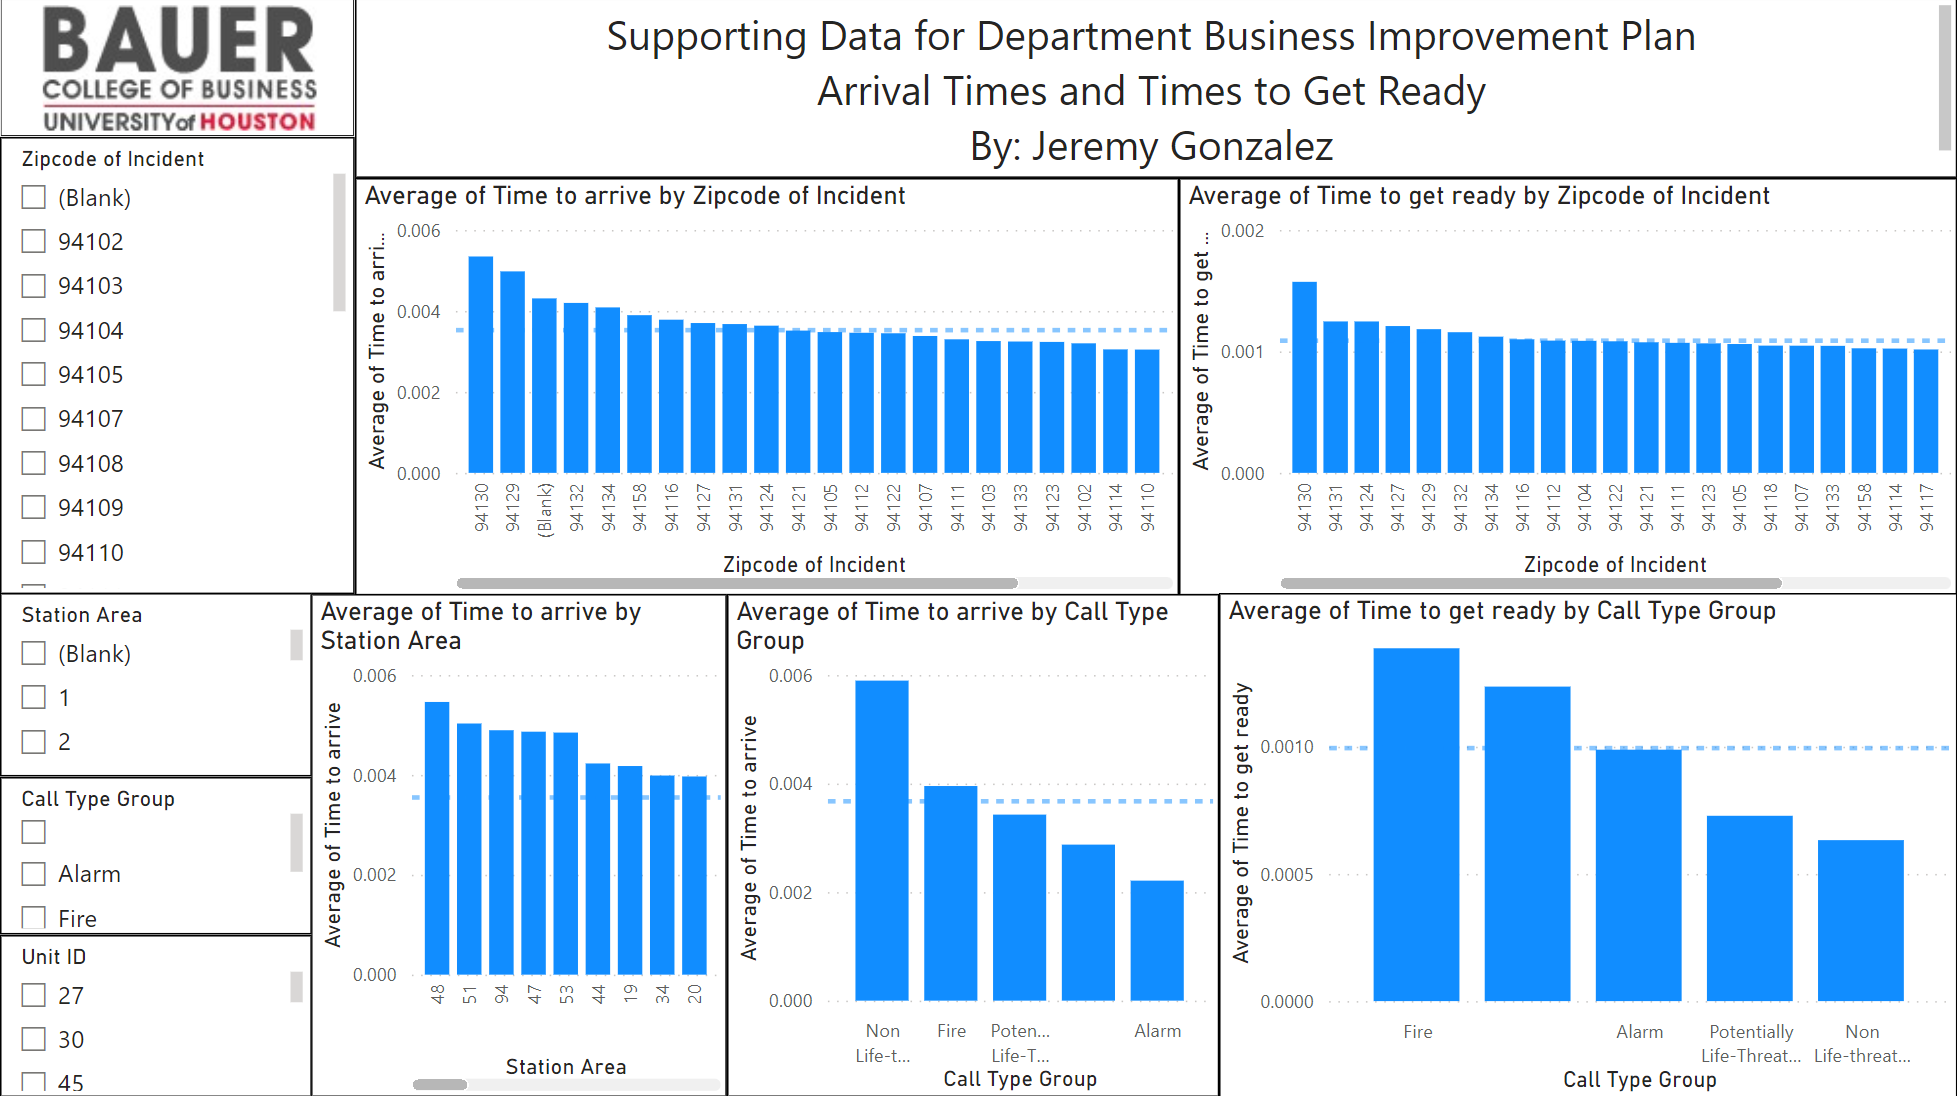 BAUER
COLLEGE OF BUSINESS
UNIVERSITY of HOUSTON
Supporting Data for Department Business Improvement Plan
Arrival Times and Times to Get Ready
By: Jeremy Gonzalez
Zipcode of Incident
(Blank)
94102
94103
94104
94105
94107
94108
94109
94110
Station Area
(Blank)
1
2
Call Type Group
Alarm
Fire
Unit ID
27
30
45
Average of Time to arrive by Zipcode of Incident
Average of Time to arri...
0.006
0.004
0.002
0.000
94130
94129
(Blank)
94132
94134
94158
94116
94127
94131
94124
94121
94105
94112
94122
94107
94111
94103
94133
94123
94102
94114
94110
Zipcode of Incident
Average of Time to get ready by Zipcode of Incident
Average of Time to get ...
0.002
0.001
0.000
94130
94131
94124
94127
94129
94132
94134
94116
94112
94104
94122
94121
94111
94123
94105
94118
94107
94133
94158
94114
94117
Zipcode of Incident
Average of Time to arrive by
Station Area
Average of Time to arrive
0.006
0.004
0.002
0.000
48
51
94
47
53
44
19
34
20
Station Area
Average of Time to arrive by Call Type
Group
Average of Time to arrive
0.006
0.004
0.002
0.000
Non
Life-t...
Fire
Poten...
Life-T...
Alarm
Call Type Group
Average of Time to get ready by Call Type Group
Average of Time to get ready
0.0010
0.0005
0.0000
Fire
Alarm
Potentially
Life-Threat...
Non
Life-threat...
Call Type Group